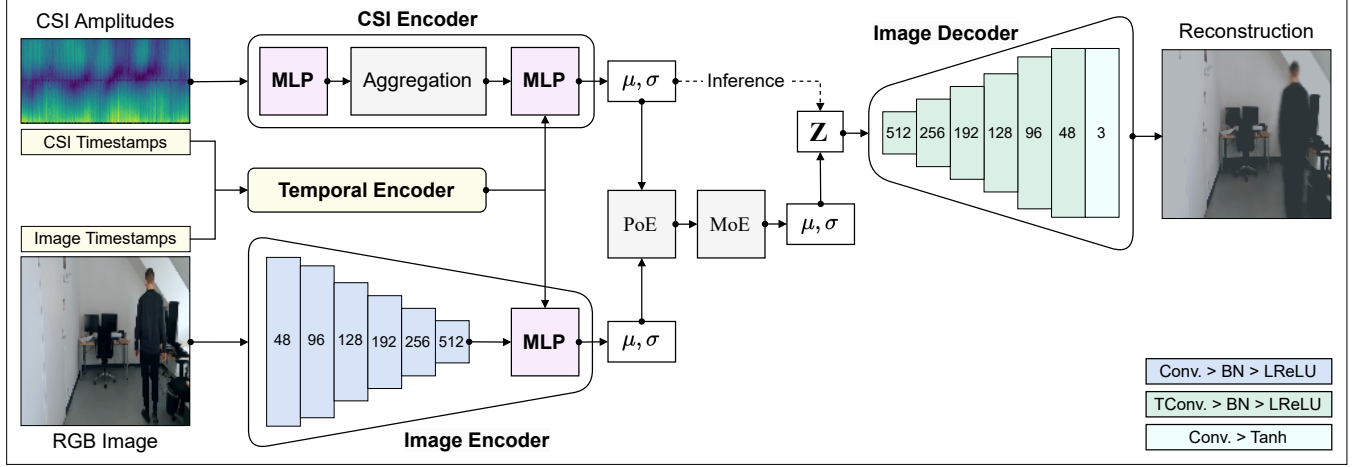 CSI Amplitudes
CSI Encoder
MLP
Aggregation
MLP
μ, σ
Inference
Z
Image Decoder
512
256
192
128
96
48
3
Reconstruction
CSI Timestamps
Temporal Encoder
Image Timestamps
PoE
MoE
μ, σ
48
96
128
192
256
512
MLP
μ, σ
RGB Image
Image Encoder
Conv. > BN > LReLU
TConv. > BN > LReLU
Conv. > Tanh